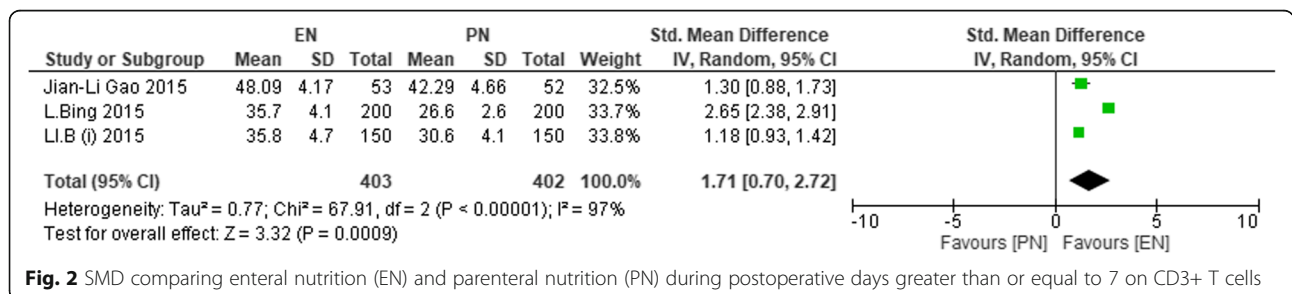 EN PN Std. Mean Difference Std. Mean Difference
Study or Subgroup Mean SD Total Mean SD Total Weight IV, Random, 95% CI IV, Random, 95% CI
Jian-Li Gao 2015 48.09 4.17 53 42.29 4.66 52 32.5% 1.30 [0.88, 1.73]
L.Bing 2015 35.7 4.1 200 26.6 2.6 200 33.7% 2.65 [2.38, 2.91]
LI.B (i) 2015 35.8 4.7 150 30.6 4.1 150 33.8% 1.18 [0.93, 1.42]
Total (95% CI) 403 402 100.0% 1.71 [0.70, 2.72]
Heterogeneity: Tau² = 0.77; Chi² = 67.91, df = 2 (P < 0.00001); I² = 97%
Test for overall effect: Z = 3.32 (P = 0.0009)
-10 -5 0 5 10
Favours [PN] Favours [EN]
Fig. 2 SMD comparing enteral nutrition (EN) and parenteral nutrition (PN) during postoperative days greater than or equal to 7 on CD3+ T cells